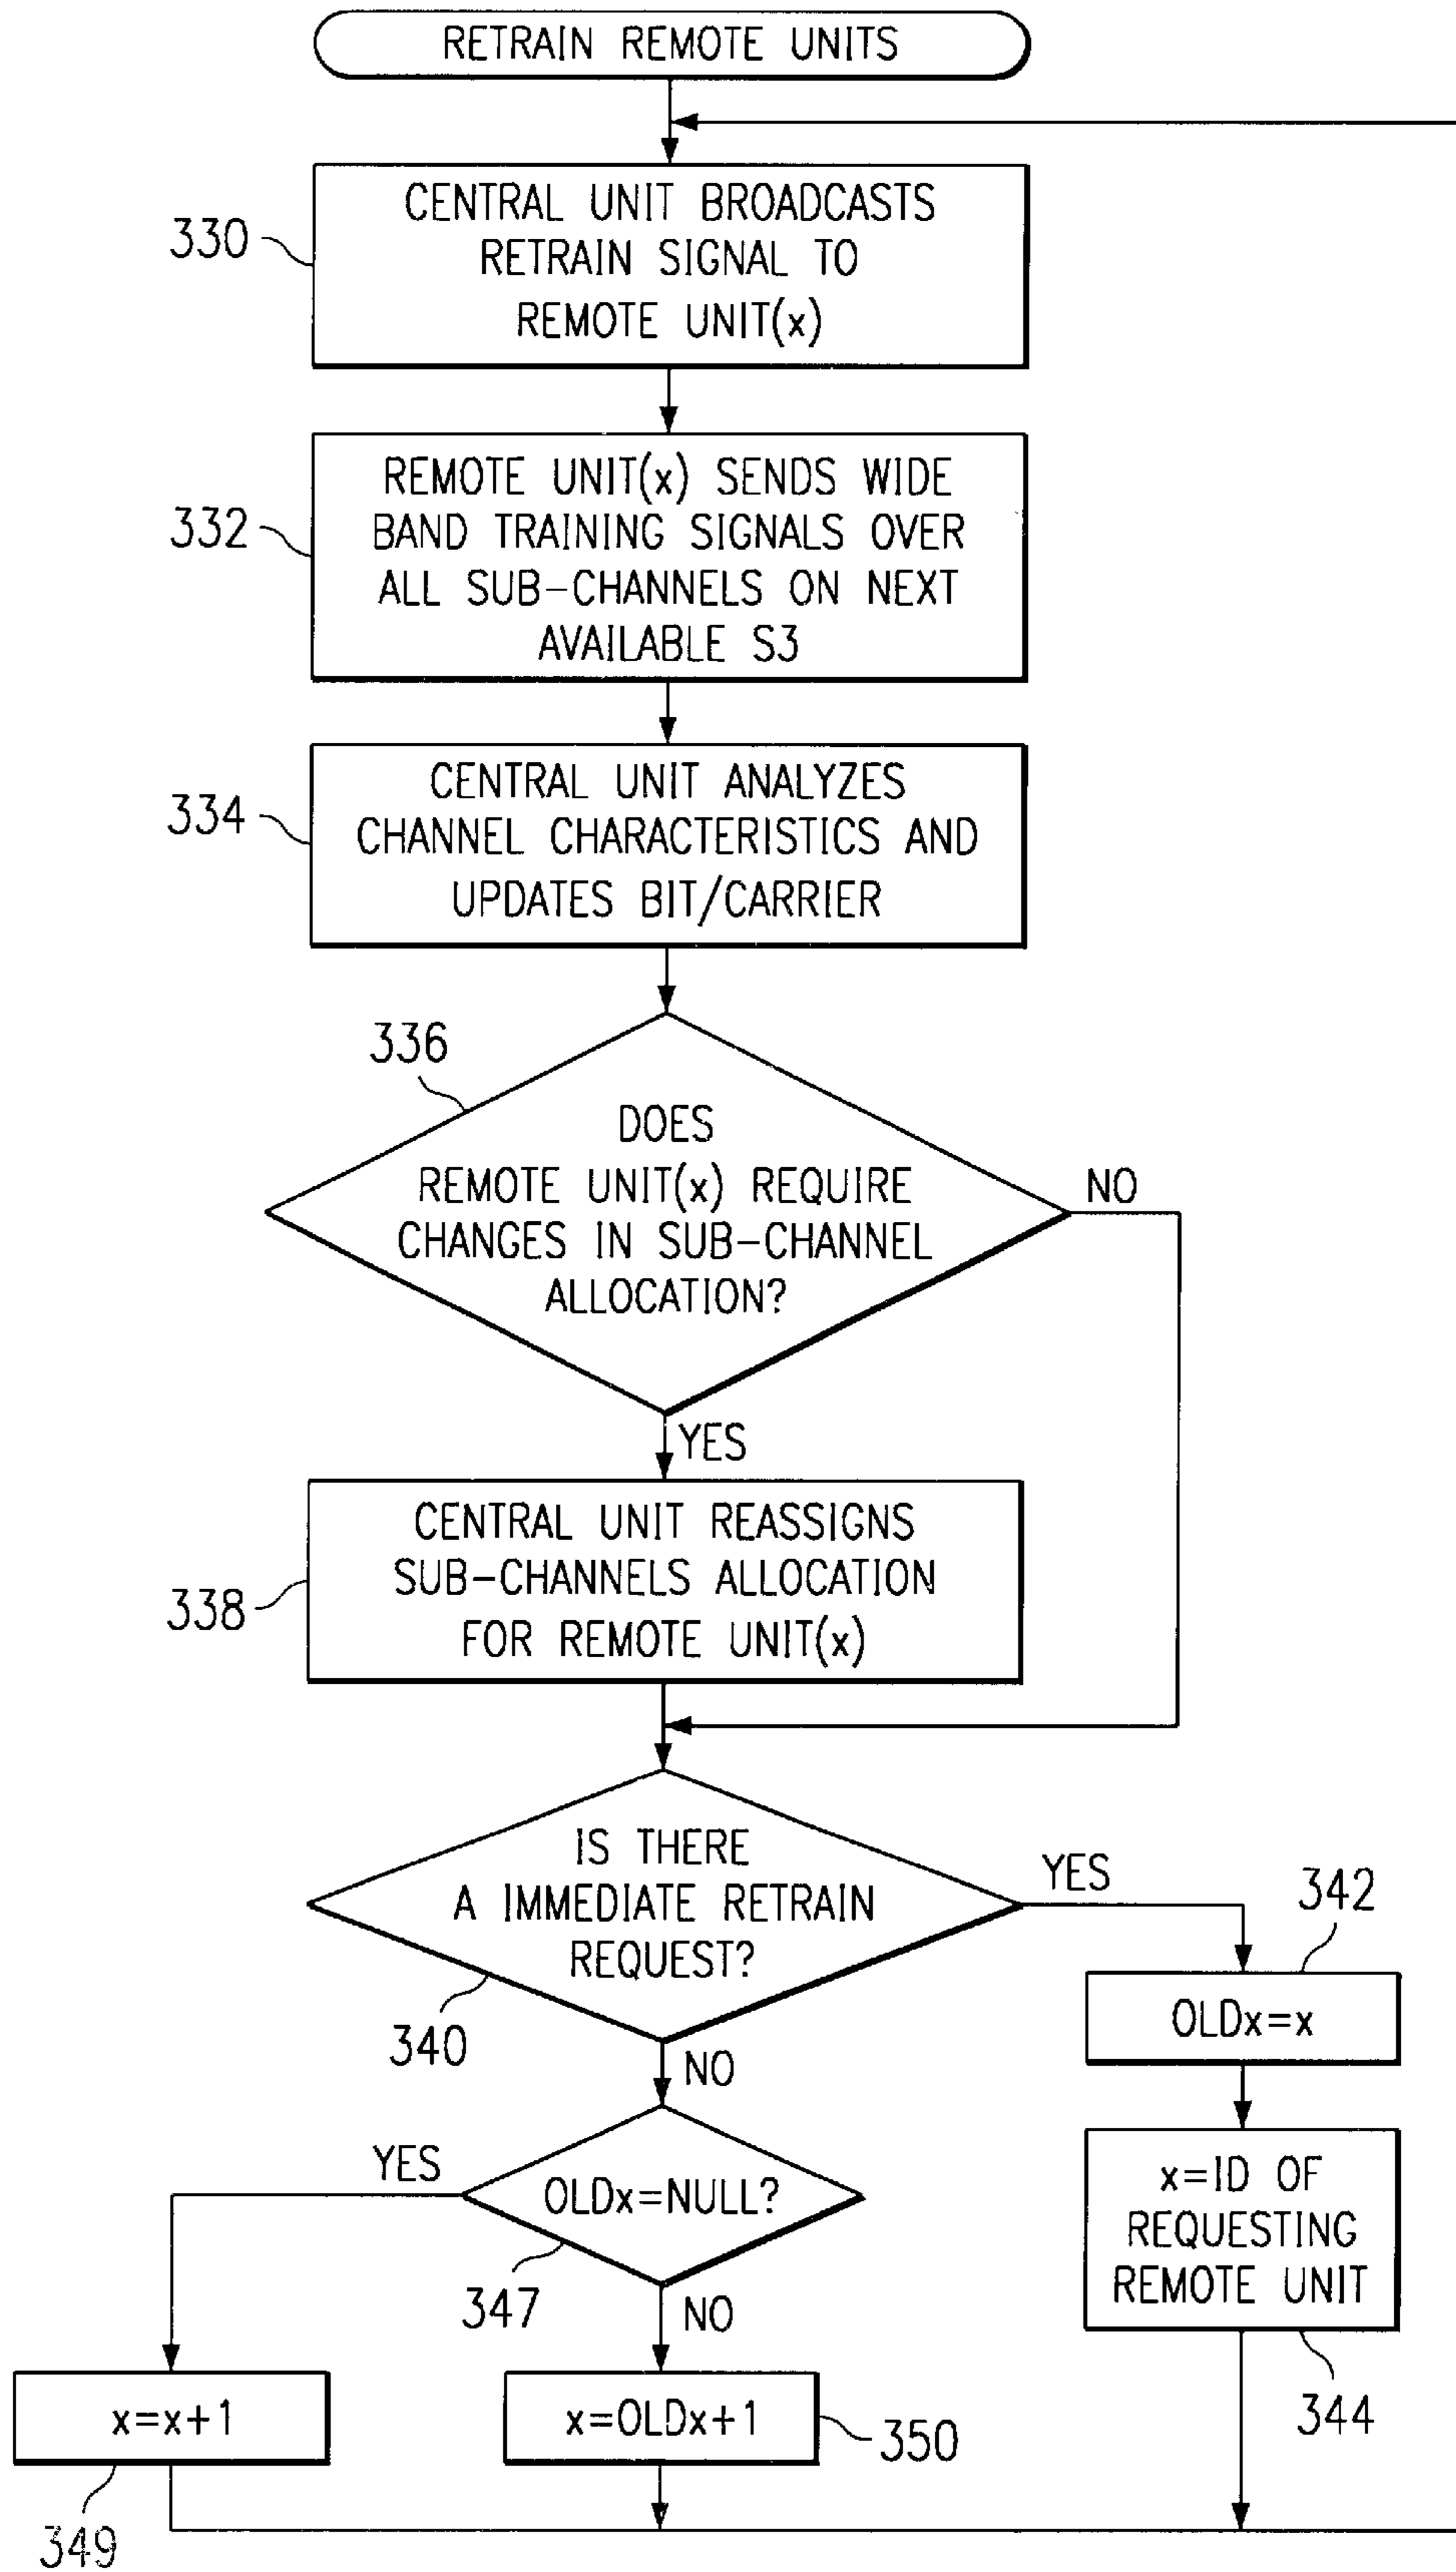 RETRAIN REMOTE UNITS
330
CENTRAL UNIT BROADCASTS
RETRAIN SIGNAL TO
REMOTE UNIT(x)
332
REMOTE UNIT(x) SENDS WIDE
BAND TRAINING SIGNALS OVER
ALL SUB-CHANNELS ON NEXT
AVAILABLE S3
334
CENTRAL UNIT ANALYZES
CHANNEL CHARACTERISTICS AND
UPDATES BIT/CARRIER
336
DOES
REMOTE UNIT(x) REQUIRE
CHANGES IN SUB-CHANNEL
ALLOCATION?
NO
YES
338
CENTRAL UNIT REASSIGNS
SUB-CHANNELS ALLOCATION
FOR REMOTE UNIT(x)
IS THERE
A IMMEDIATE RETRAIN
REQUEST?
340
YES
342
OLDx=x
NO
x=ID OF
REQUESTING
REMOTE UNIT
344
YES
OLDx=NULL?
347
NO
x=x+1
349
x=OLDx+1
350